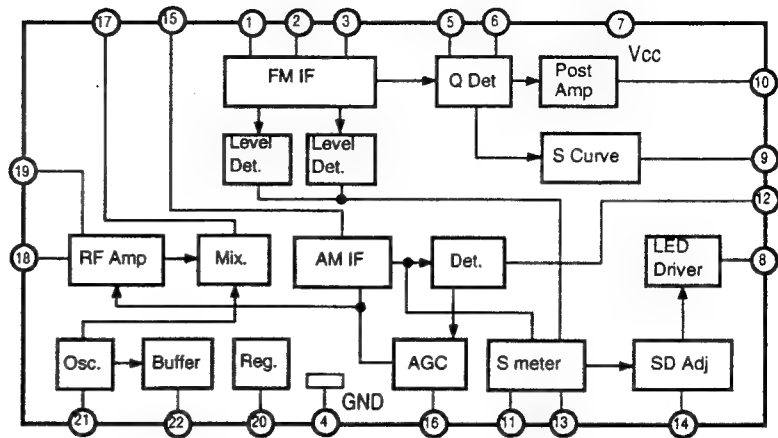 17
15
1
2
3
5
6
7
Vcc
FM IF
Q Det
Post
Amp
10
Level
Det.
Level
Det.
S Curve
9
19
12
18
RF Amp
Mix.
AM IF
Det.
LED
Driver
8
Osc.
Buffer
Reg.
GND
AGC
S meter
SD Adj
21
22
20
4
16
11
13
14